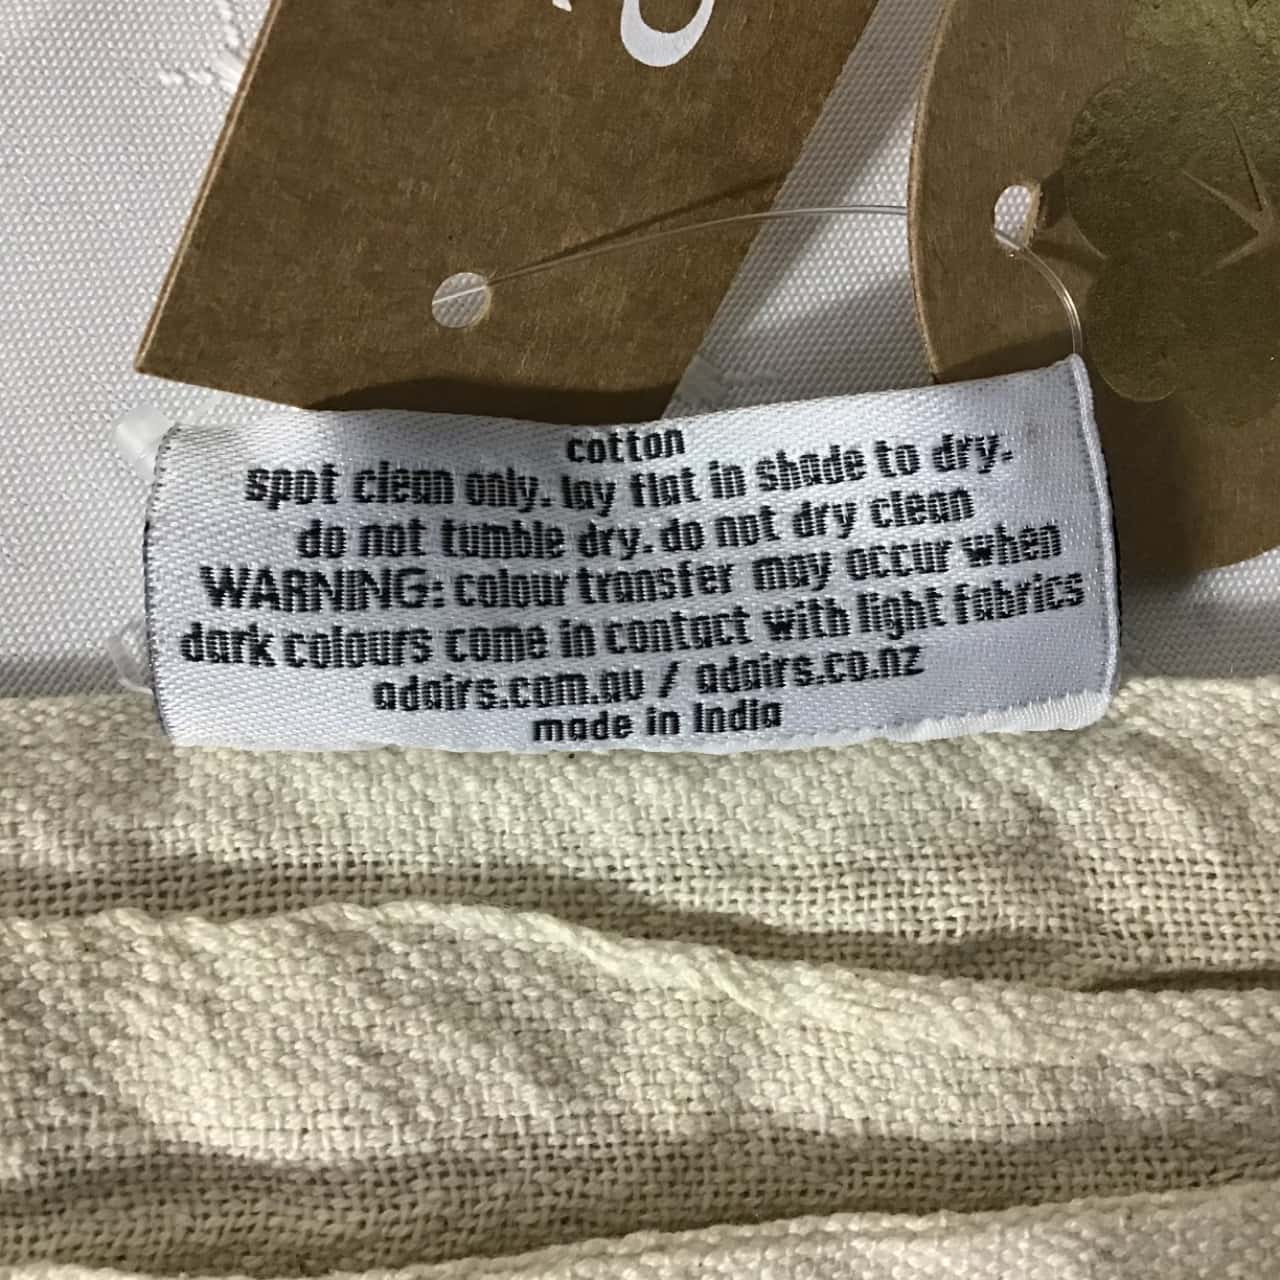 cotton
spot clean only. lay flat in shade to dry.
do not tumble dry. do not dry clean
WARNING: colour transfer may occur when
dark colours come in contact with light fabrics
adairs.com.au / adairs.co.nz
made in India